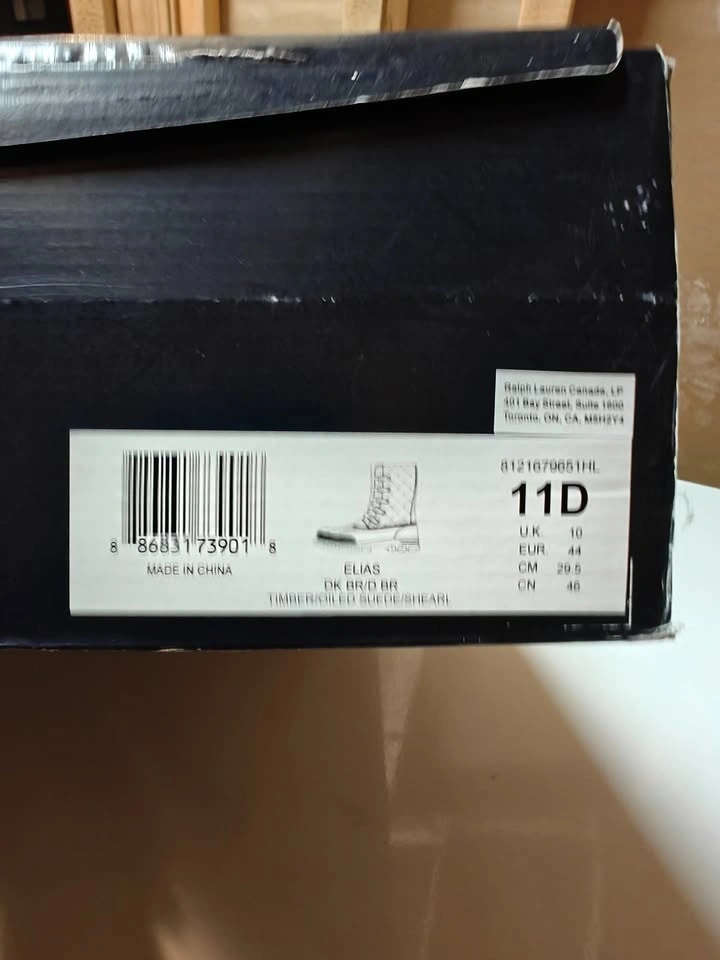 Ralph Lauren Canada, LP
401 Bay Street, Suite 1800
Toronto, ON, CA, M5H2Y4
8121679651HL
11D
U.K. 10
EUR. 44
CM 29.5
CN 46
8 86831 73901 8
MADE IN CHINA
ELIAS
DK BR/D BR
TIMBER/OILED SUEDE/SHEARL